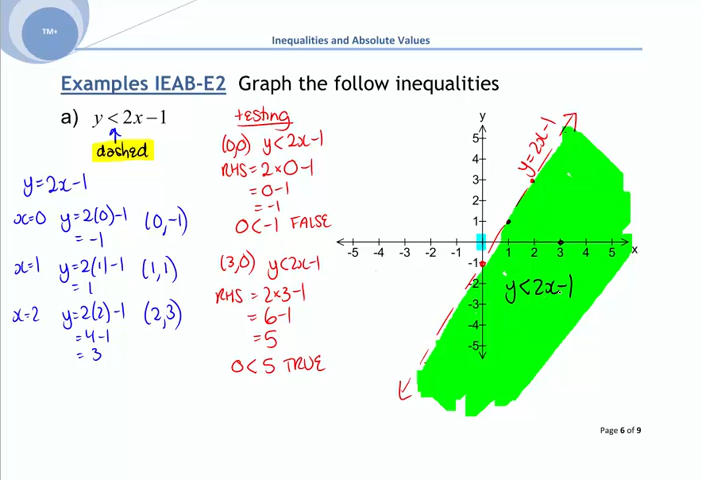 TM+
Inequalities and Absolute Values
Examples IEAB-E2 Graph the follow inequalities
a) y < 2x − 1
dashed
y=2x-1
x=0 y=2(0)-1 (0,-1)
= -1
x=1 y=2(1)-1 (1,1)
= 1
x=2 y=2(2)-1 (2,3)
=4-1
= 3
testing
(0,0) y<2x-1
RHS = 2×0-1
=0-1
=-1
0<-1 FALSE
(3,0) y<2x-1
RHS = 2×3-1
= 6-1
= 5
0<5 TRUE
y
5
4
3
2
1
-5 -4 -3 -2 -1 0 1 2 3 4 5 x
-1
-2
-3
-4
-5
y=2x-1
y<2x-1
Page 6 of 9